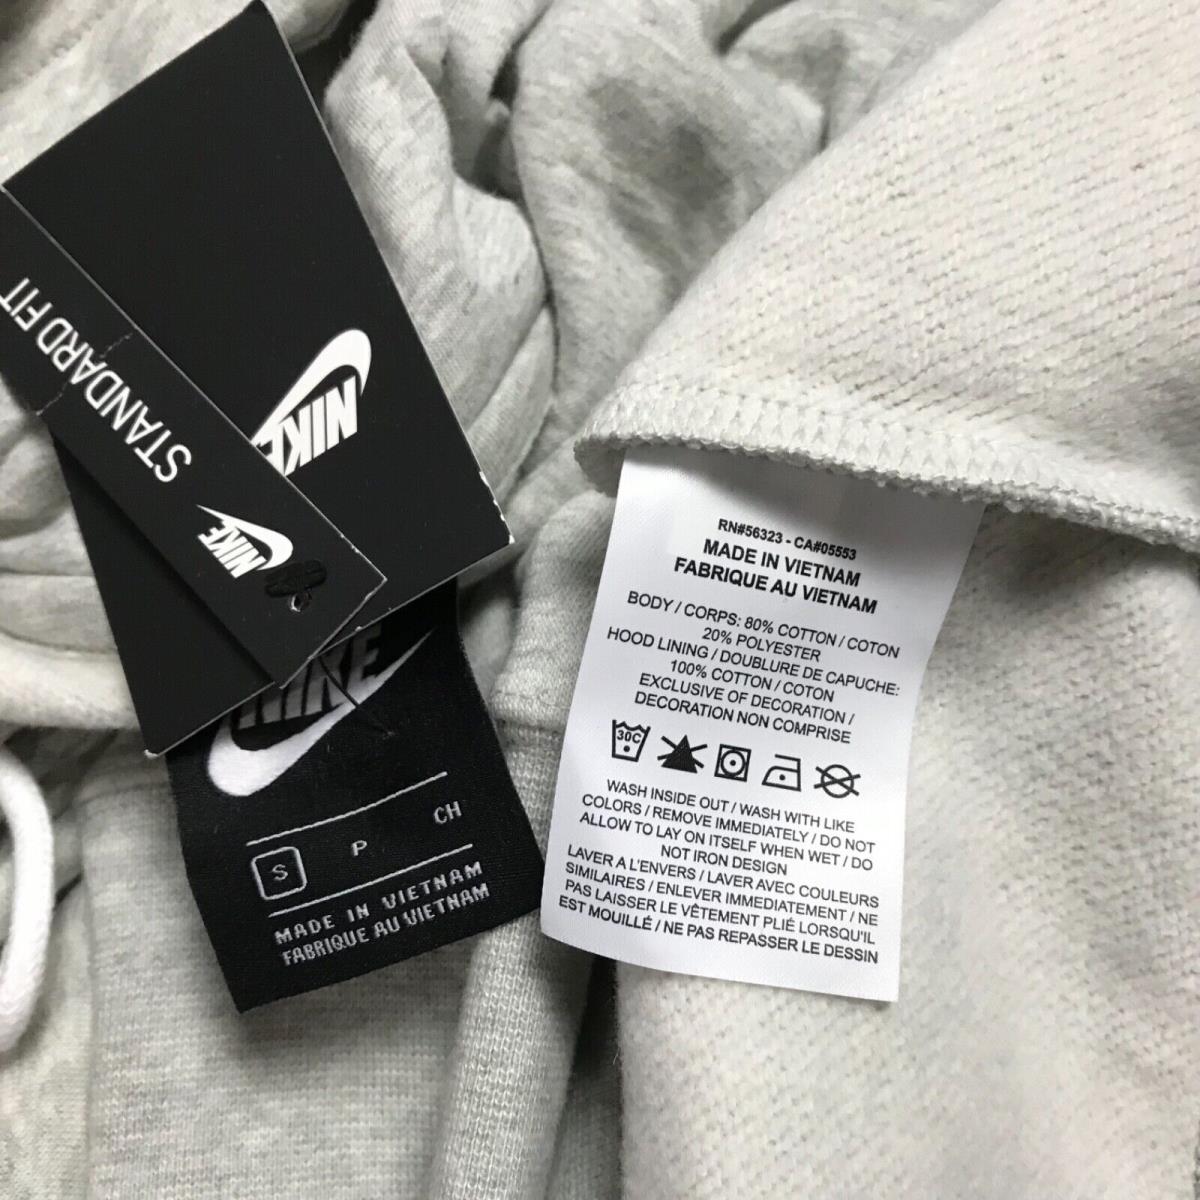 NIKE
STANDARD FIT
NIKE
NIKE
S P CH
MADE IN VIETNAM
FABRIQUE AU VIETNAM
RN#56323 - CA#05553
MADE IN VIETNAM
FABRIQUE AU VIETNAM
BODY / CORPS: 80% COTTON / COTON
20% POLYESTER
HOOD LINING / DOUBLURE DE CAPUCHE:
100% COTTON / COTON
EXCLUSIVE OF DECORATION /
DECORATION NON COMPRISE
30C
WASH INSIDE OUT / WASH WITH LIKE
COLORS / REMOVE IMMEDIATELY / DO NOT
ALLOW TO LAY ON ITSELF WHEN WET / DO
NOT IRON DESIGN
LAVER A L'ENVERS / LAVER AVEC COULEURS
SIMILAIRES / ENLEVER IMMEDIATEMENT / NE
PAS LAISSER LE VÊTEMENT PLIÉ LORSQU'IL
EST MOUILLÉ / NE PAS REPASSER LE DESSIN